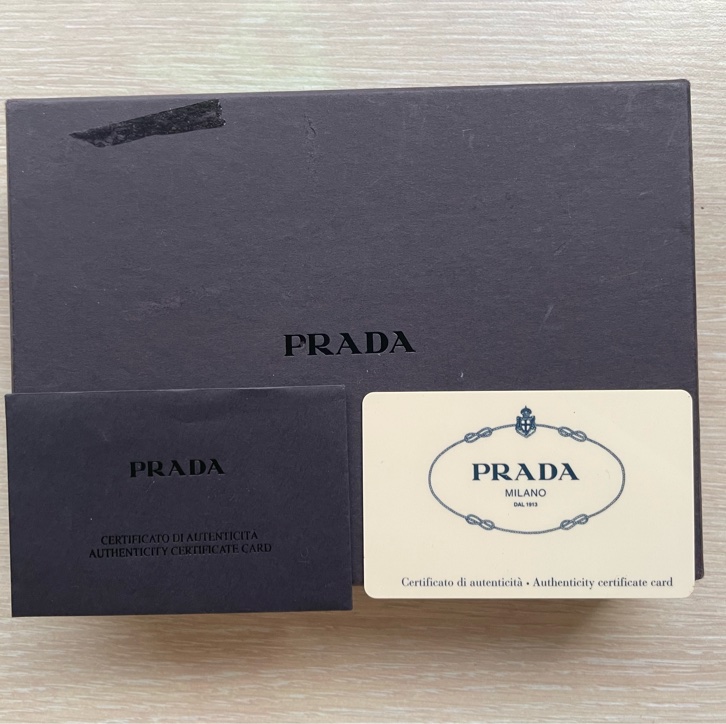 PRADA
PRADA
CERTIFICATO DI AUTENTICITA
AUTHENTICITY CERTIFICATE CARD
PRADA
MILANO
DAL 1913
Certificato di autenticità • Authenticity certificate card